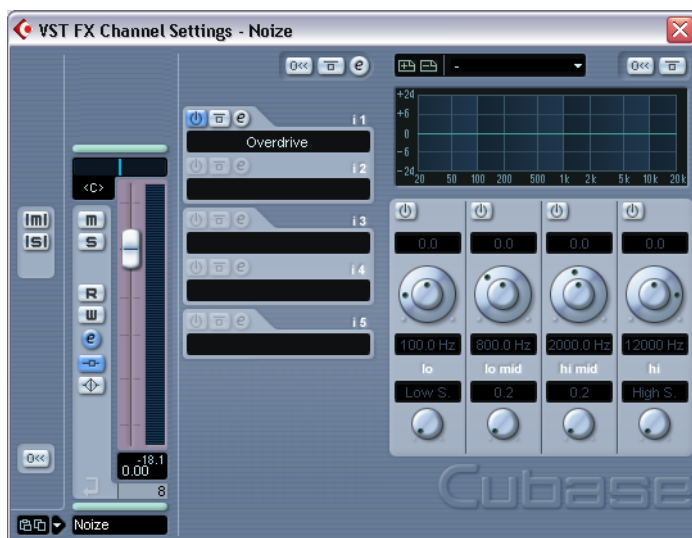 VST FX Channel Settings - Noize
0<<
e
-
0<<
+24
+6
0
-6
-24
20 50 100 200 500 1k 2k 5k 10k 20k
e
i 1
Overdrive
e
i 2
e
i 3
e
i 4
e
i 5
<C>
m
S
R
W
e
-18.1
0.00
8
Noize
[m]
[s]
0<<
0.0 0.0 0.0 0.0
100.0 Hz 800.0 Hz 2000.0 Hz 12000 Hz
lo lo mid hi mid hi
Low S. 0.2 0.2 High S.
Cubase